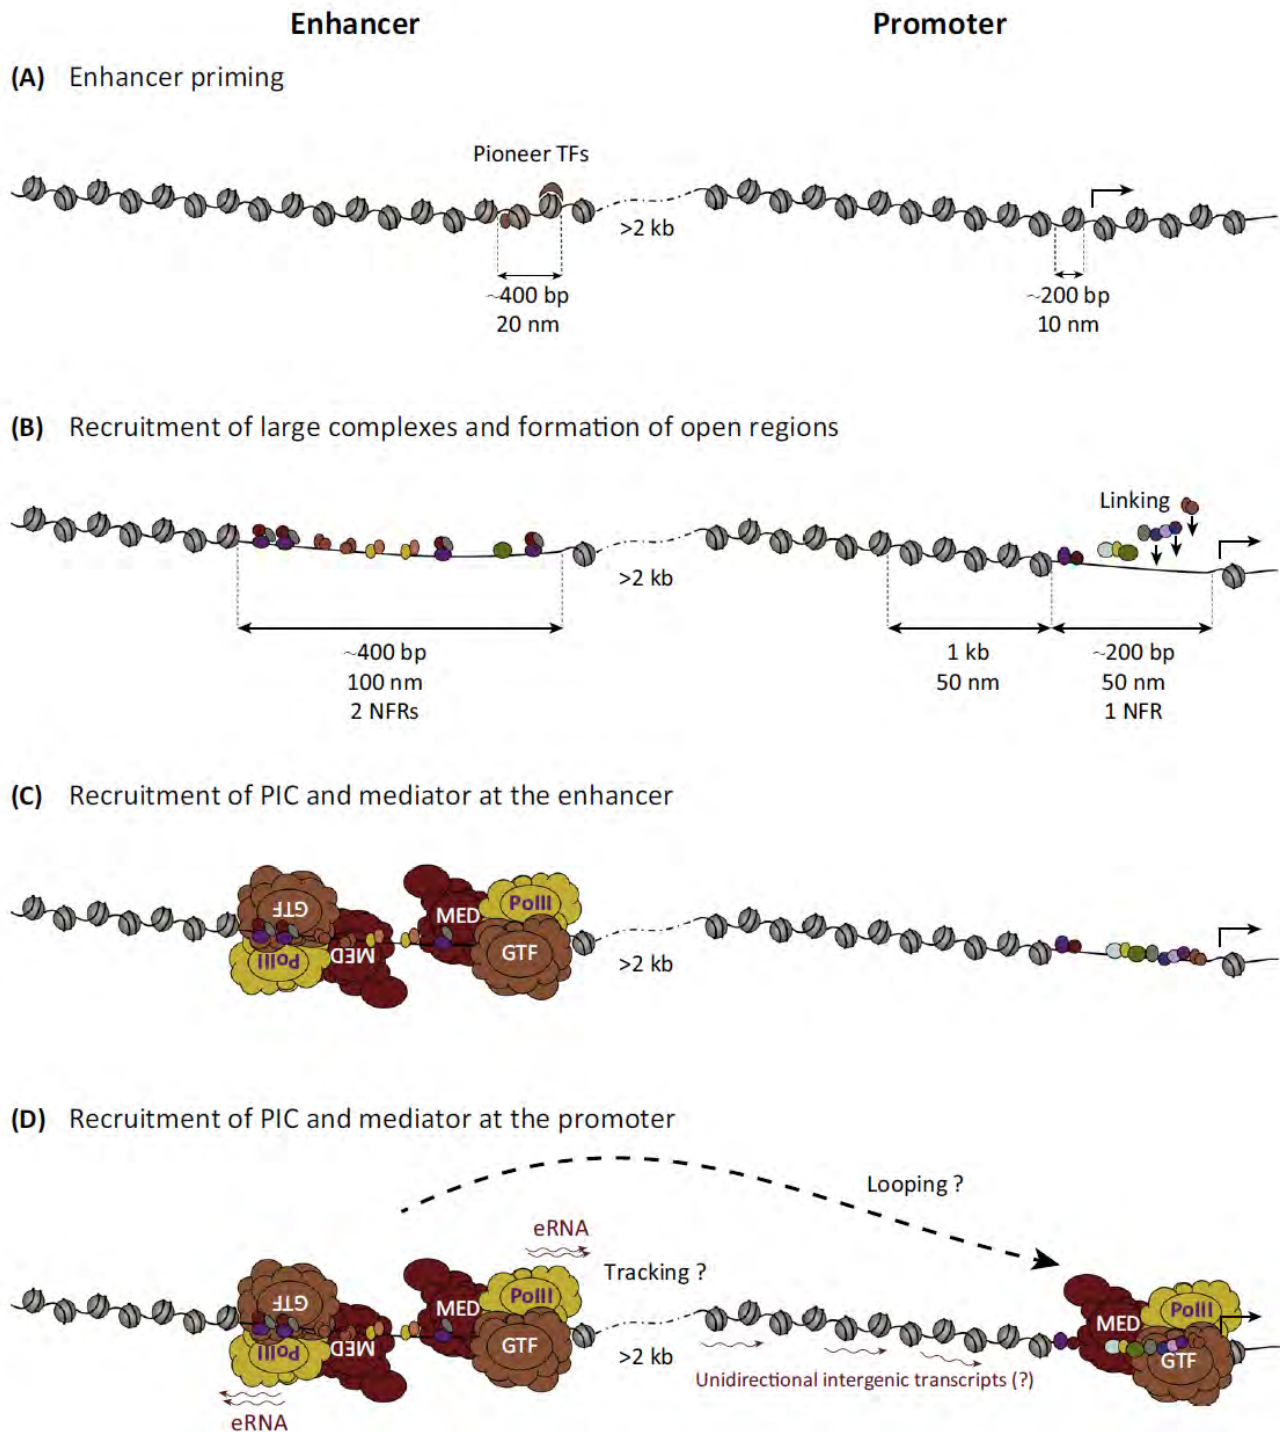 Enhancer
Promoter
(A) Enhancer priming
Pioneer TFs
>2 kb
~400 bp
20 nm
~200 bp
10 nm
(B) Recruitment of large complexes and formation of open regions
Linking
>2 kb
~400 bp
100 nm
2 NFRs
1 kb
50 nm
~200 bp
50 nm
1 NFR
(C) Recruitment of PIC and mediator at the enhancer
GTF
PolII
MED
MED
PolII
GTF
>2 kb
(D) Recruitment of PIC and mediator at the promoter
Looping ?
eRNA
Tracking ?
GTF
PolII
MED
MED
PolII
GTF
>2 kb
MED
PolII
GTF
Unidirectional intergenic transcripts (?)
eRNA